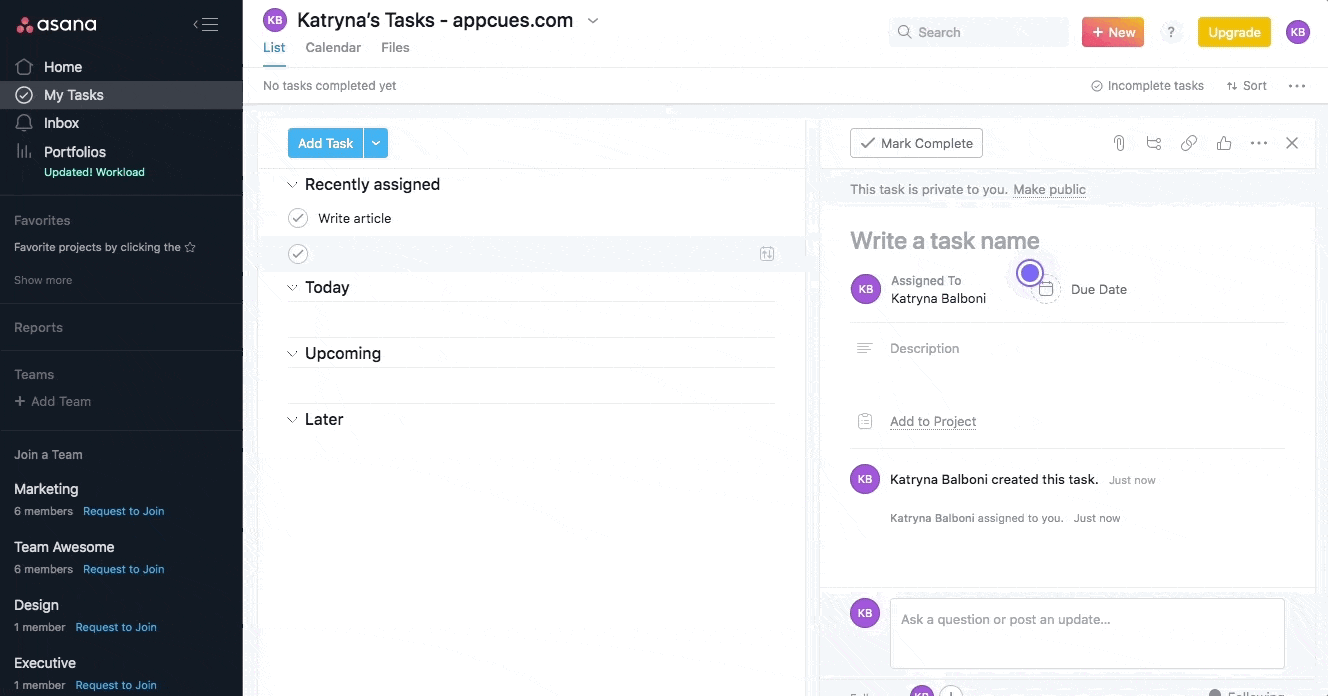 asana
Home
My Tasks
Inbox
Portfolios
Updated! Workload
Favorites
Favorite projects by clicking the
Show more
Reports
Teams
+ Add Team
Join a Team
Marketing
6 members Request to Join
Team Awesome
6 members Request to Join
Design
1 member Request to Join
Executive
1 member Request to Join
KB Katryna's Tasks - appcues.com
List Calendar Files
Search
+ New
?
Upgrade
KB
No tasks completed yet
Incomplete tasks
Sort
Add Task
Recently assigned
Write article
Today
Upcoming
Later
Mark Complete
This task is private to you. Make public
Write a task name
KB
Assigned To
Katryna Balboni
Due Date
Description
Add to Project
KB Katryna Balboni created this task. Just now
Katryna Balboni assigned to you. Just now
KB
Ask a question or post an update...
KB
Following